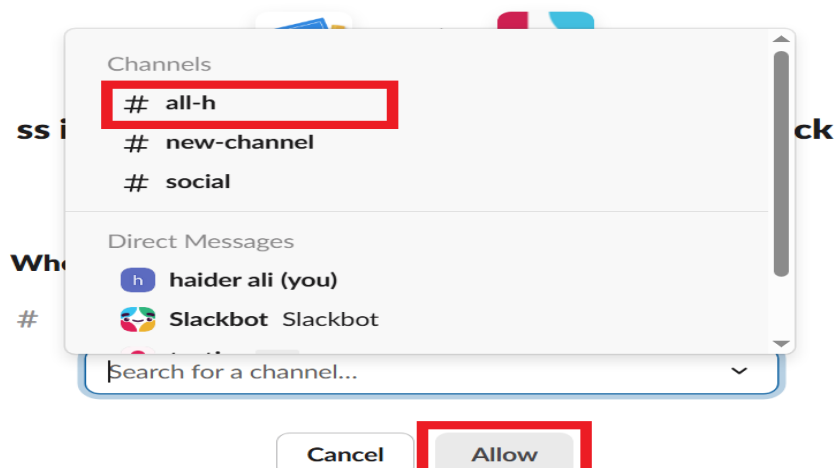 Channels
# all-h
ss i ck
# new-channel
# social
Direct Messages
h haider ali (you)
Slackbot Slackbot
#
Search for a channel...
Cancel Allow